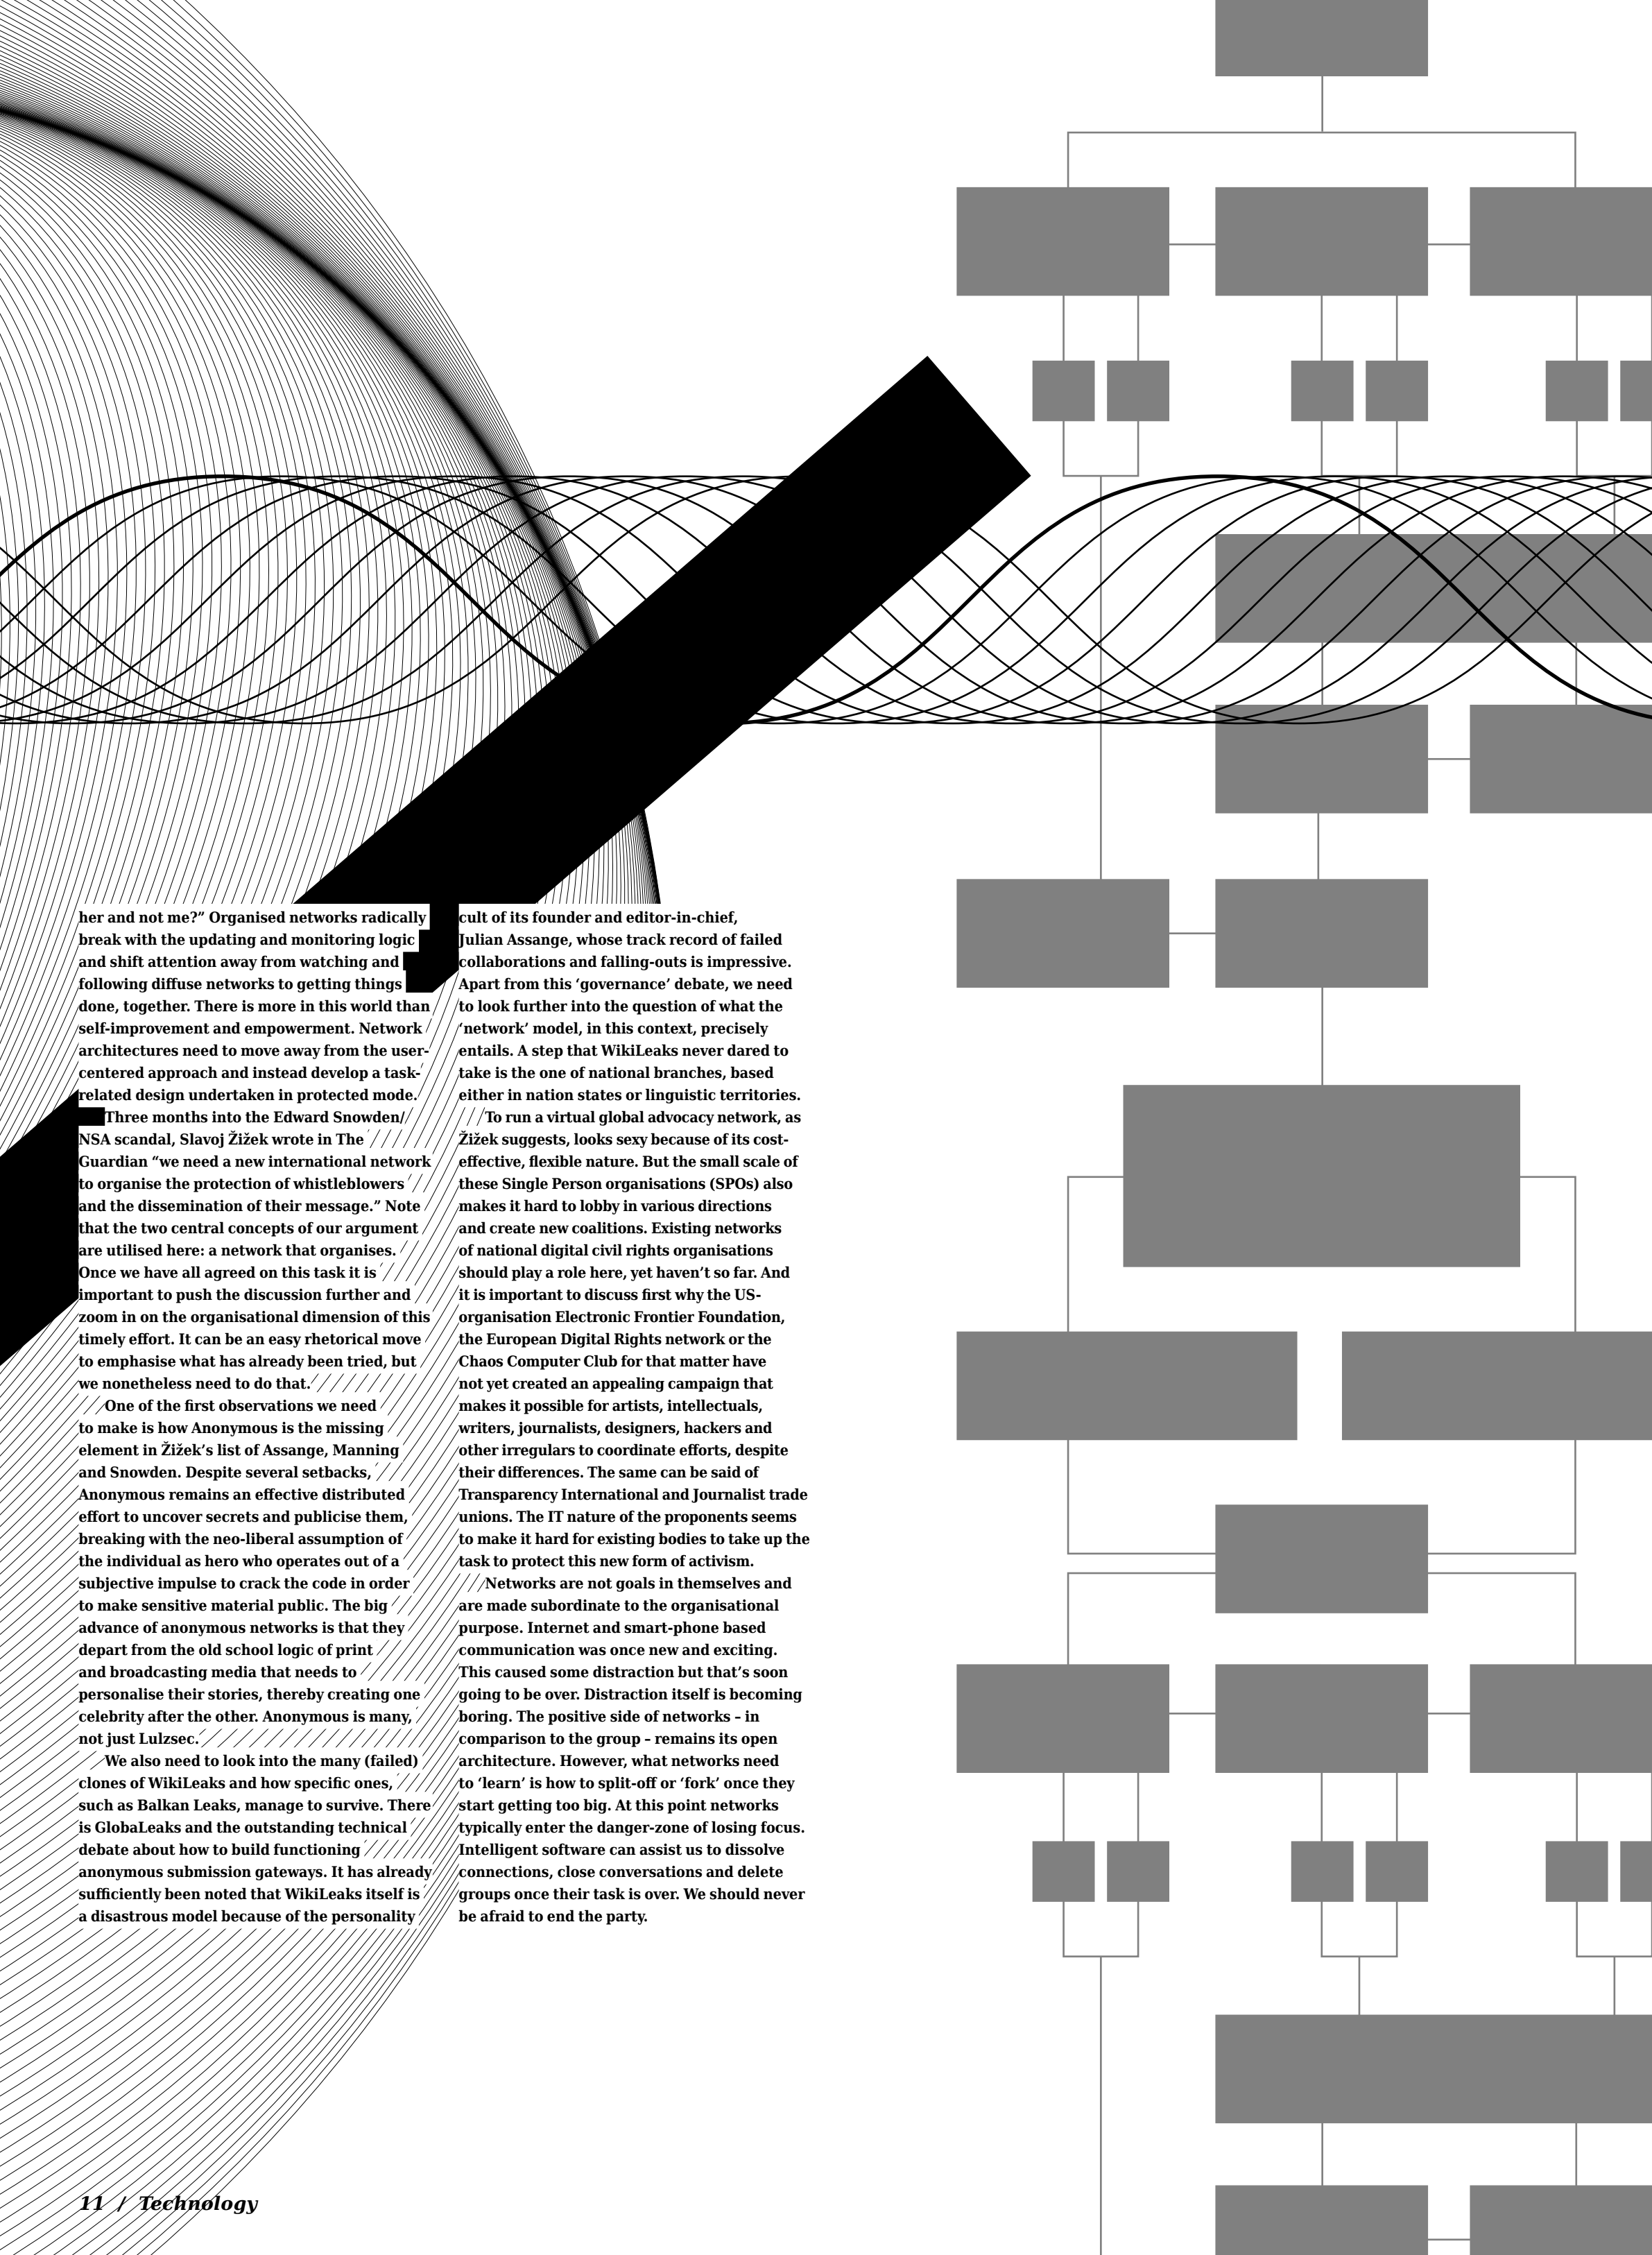 her and not me?” Organised networks radically
break with the updating and monitoring logic
and shift attention away from watching and
following diffuse networks to getting things
done, together. There is more in this world than
self-improvement and empowerment. Network
architectures need to move away from the user-
centered approach and instead develop a task-
related design undertaken in protected mode.
Three months into the Edward Snowden/
NSA scandal, Slavoj Žižek wrote in The
Guardian “we need a new international network
to organise the protection of whistleblowers
and the dissemination of their message.” Note
that the two central concepts of our argument
are utilised here: a network that organises.
Once we have all agreed on this task it is
important to push the discussion further and
zoom in on the organisational dimension of this
timely effort. It can be an easy rhetorical move
to emphasise what has already been tried, but
we nonetheless need to do that.
One of the first observations we need
to make is how Anonymous is the missing
element in Žižek’s list of Assange, Manning
and Snowden. Despite several setbacks,
Anonymous remains an effective distributed
effort to uncover secrets and publicise them,
breaking with the neo-liberal assumption of
the individual as hero who operates out of a
subjective impulse to crack the code in order
to make sensitive material public. The big
advance of anonymous networks is that they
depart from the old school logic of print
and broadcasting media that needs to
personalise their stories, thereby creating one
celebrity after the other. Anonymous is many,
not just Lulzsec.
We also need to look into the many (failed)
clones of WikiLeaks and how specific ones,
such as Balkan Leaks, manage to survive. There
is GlobaLeaks and the outstanding technical
debate about how to build functioning
anonymous submission gateways. It has already
sufficiently been noted that WikiLeaks itself is
a disastrous model because of the personality
cult of its founder and editor-in-chief,
Julian Assange, whose track record of failed
collaborations and falling-outs is impressive.
Apart from this ‘governance’ debate, we need
to look further into the question of what the
‘network’ model, in this context, precisely
entails. A step that WikiLeaks never dared to
take is the one of national branches, based
either in nation states or linguistic territories.
To run a virtual global advocacy network, as
Žižek suggests, looks sexy because of its cost-
effective, flexible nature. But the small scale of
these Single Person organisations (SPOs) also
makes it hard to lobby in various directions
and create new coalitions. Existing networks
of national digital civil rights organisations
should play a role here, yet haven’t so far. And
it is important to discuss first why the US-
organisation Electronic Frontier Foundation,
the European Digital Rights network or the
Chaos Computer Club for that matter have
not yet created an appealing campaign that
makes it possible for artists, intellectuals,
writers, journalists, designers, hackers and
other irregulars to coordinate efforts, despite
their differences. The same can be said of
Transparency International and Journalist trade
unions. The IT nature of the proponents seems
to make it hard for existing bodies to take up the
task to protect this new form of activism.
Networks are not goals in themselves and
are made subordinate to the organisational
purpose. Internet and smart-phone based
communication was once new and exciting.
This caused some distraction but that’s soon
going to be over. Distraction itself is becoming
boring. The positive side of networks – in
comparison to the group – remains its open
architecture. However, what networks need
to ‘learn’ is how to split-off or ‘fork’ once they
start getting too big. At this point networks
typically enter the danger-zone of losing focus.
Intelligent software can assist us to dissolve
connections, close conversations and delete
groups once their task is over. We should never
be afraid to end the party.
11 / Technology